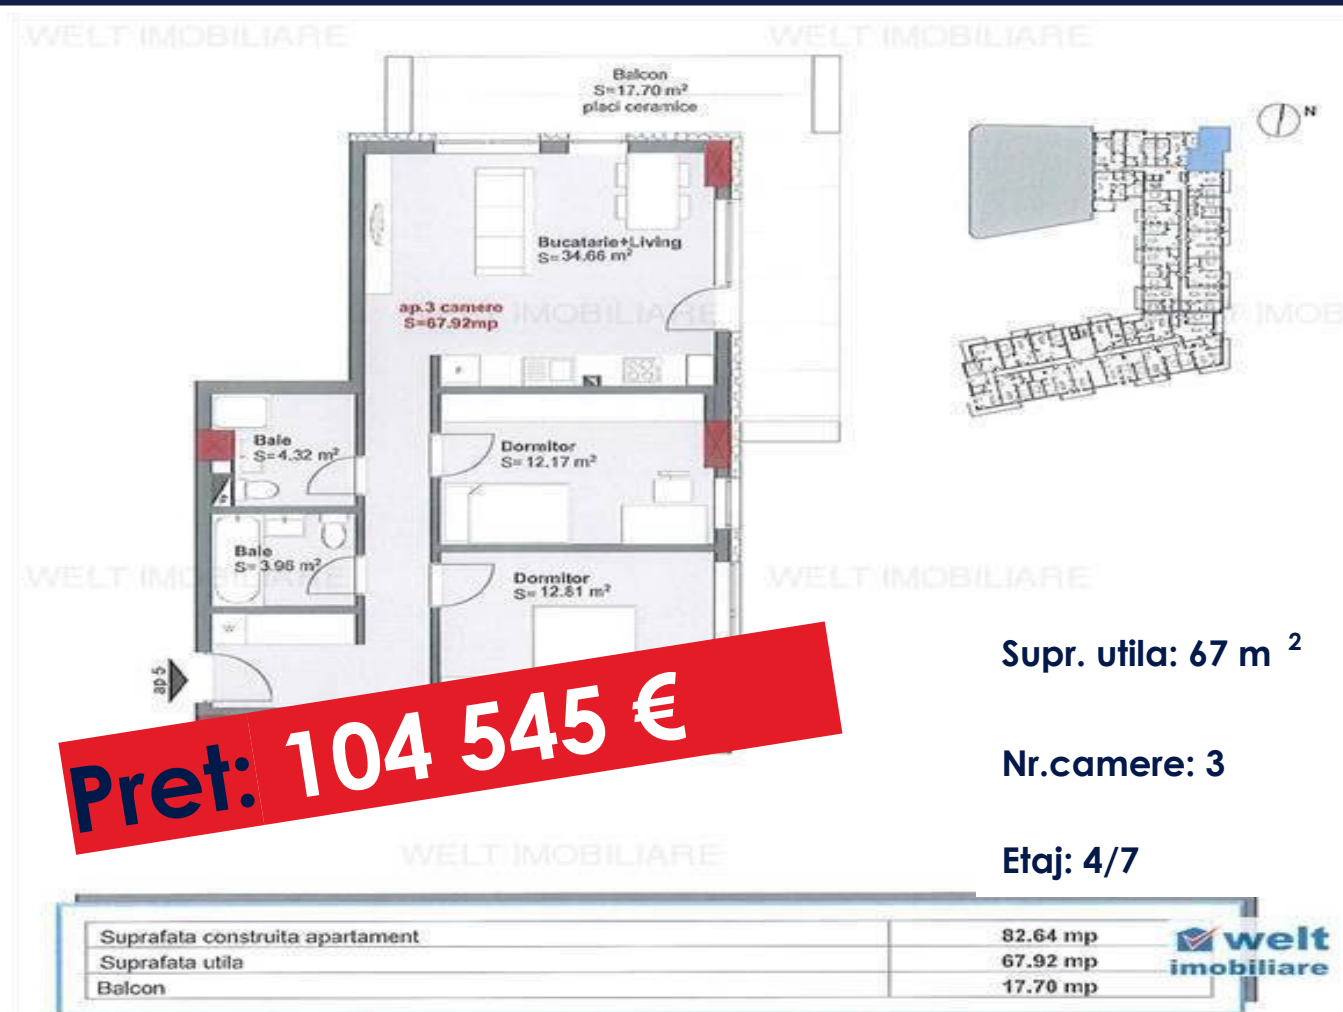 WELT IMOBILIARE
WELT IMOBILIARE
Balcon
S=17.70 m²
placi ceramice
N
Bucatarie+Living
S=34.66 m²
ap.3 camere
S=67.92mp
IMOBILIARE
IMOB
Baie
S=4.32 m²
Dormitor
S=12.17 m²
Baie
S=3.96 m²
WELT IMOBILIARE
Dormitor
S=12.81 m²
WELT IMOBILIARE
ap 5
Supr. utila: 67 m ²
Pret: 104 545 €
Nr.camere: 3
WELT IMOBILIARE
Etaj: 4/7
Suprafata construita apartament 82.64 mp
Suprafata utila 67.92 mp
Balcon 17.70 mp
welt
imobiliare